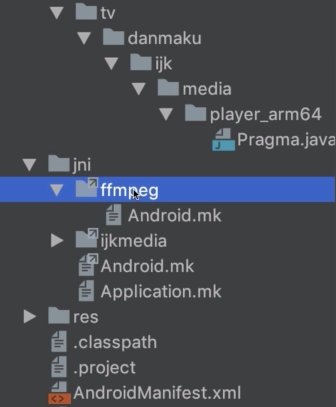 tv
danmaku
ijk
media
player_arm64
Pragma.java
jni
ffmpeg
Android.mk
ijkmedia
Android.mk
Application.mk
res
.classpath
.project
AndroidManifest.xml